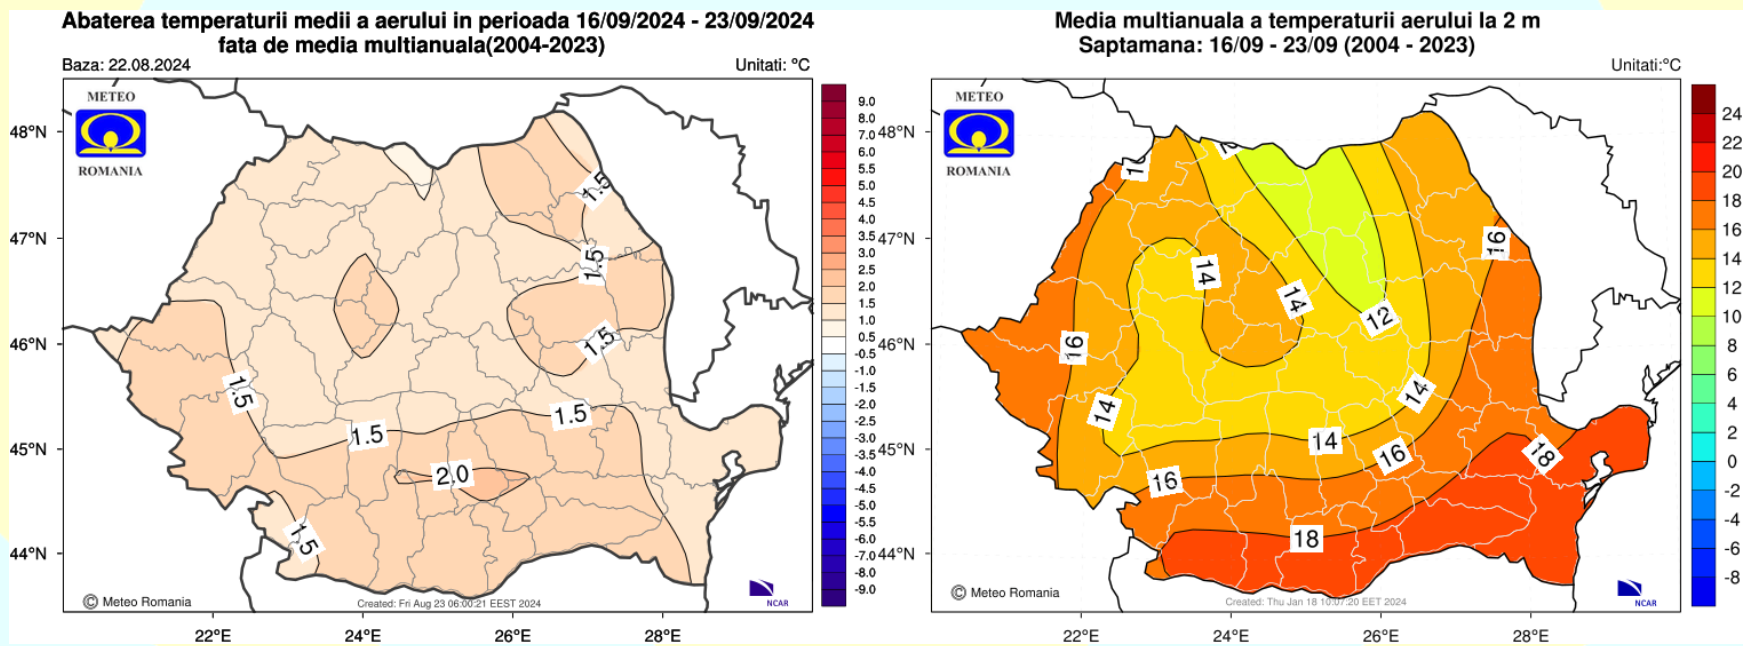 Abaterea temperaturii medii a aerului in perioada 16/09/2024 - 23/09/2024
fata de media multianuala(2004-2023)
Baza: 22.08.2024
Unitati: °C
METEO
ROMANIA
48°N
47°N
46°N
45°N
44°N
1.5
1.5
1.5
1.5
1.5
1.5
2.0
1.5
© Meteo Romania
Created: Fri Aug 23 06:00:21 EEST 2024
NCAR
22°E
24°E
26°E
28°E
9.0
8.0
7.0
6.0
5.5
5.0
4.5
4.0
3.5
3.0
2.5
2.0
1.5
1.0
0.5
-0.5
-1.0
-1.5
-2.0
-2.5
-3.0
-3.5
-4.0
-4.5
-5.0
-5.5
-6.0
-7.0
-8.0
-9.0
Media multianuala a temperaturii aerului la 2 m
Saptamana: 16/09 - 23/09 (2004 - 2023)
Unitati:°C
METEO
ROMANIA
48°N
47°N
46°N
45°N
44°N
1
16
14
14
12
16
14
14
14
16
18
16
18
© Meteo Romania
Created: Thu Jan 18 10:07:20 EET 2024
NCAR
22°E
24°E
26°E
28°E
24
22
20
18
16
14
12
10
8
6
4
2
0
-2
-4
-6
-8